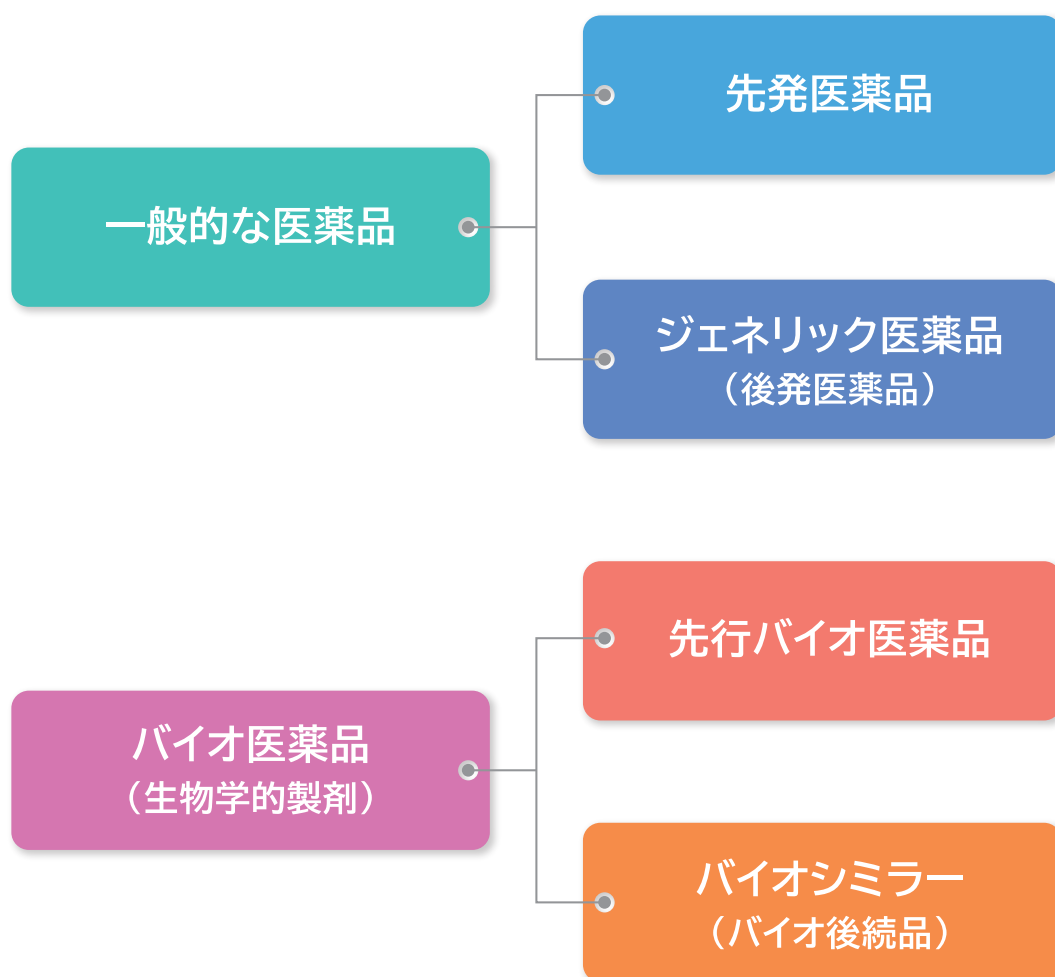 先発医薬品
一般的な医薬品
ジェネリック医薬品
（後発医薬品）
先行バイオ医薬品
バイオ医薬品
（生物学的製剤）
バイオシミラー
（バイオ後続品）